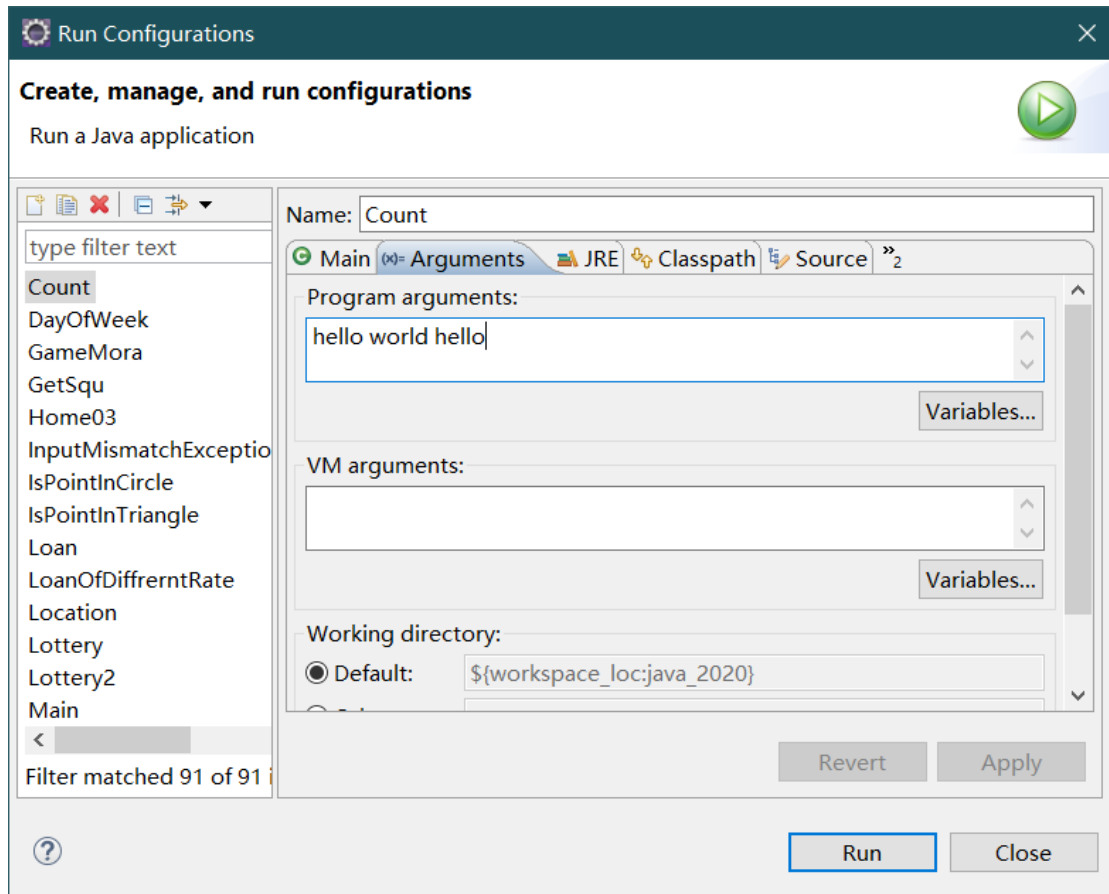 Run Configurations
Create, manage, and run configurations
Run a Java application
type filter text
Count
DayOfWeek
GameMora
GetSqu
Home03
InputMismatchExceptio
IsPointInCircle
IsPointInTriangle
Loan
LoanOfDiffrerntRate
Location
Lottery
Lottery2
Main
Filter matched 91 of 91 i
Name: Count
Main (x)= Arguments JRE Classpath Source »2
Program arguments:
hello world hello
Variables...
VM arguments:
Variables...
Working directory:
Default: ${workspace_loc:java_2020}
Revert Apply
Run Close